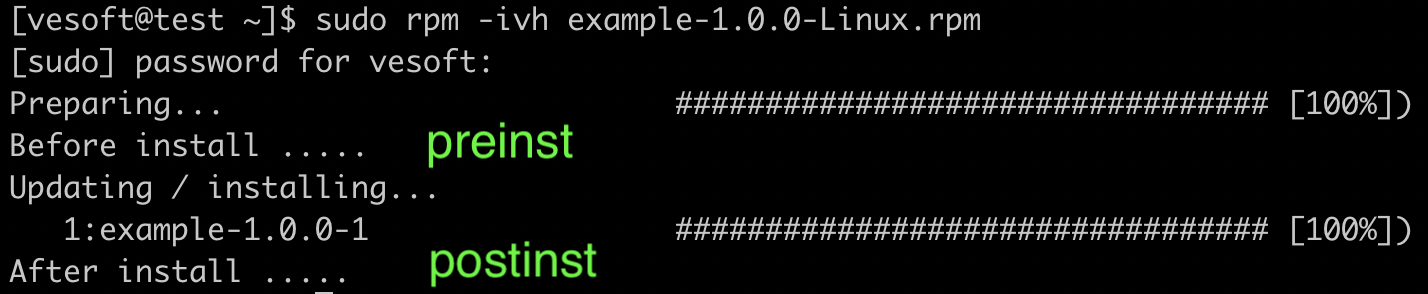 [vesoft@test ~]$ sudo rpm -ivh example-1.0.0-Linux.rpm
[sudo] password for vesoft:
Preparing... ################################# [100%])
Before install ..... preinst
Updating / installing...
1:example-1.0.0-1 ################################# [100%])
After install ..... postinst